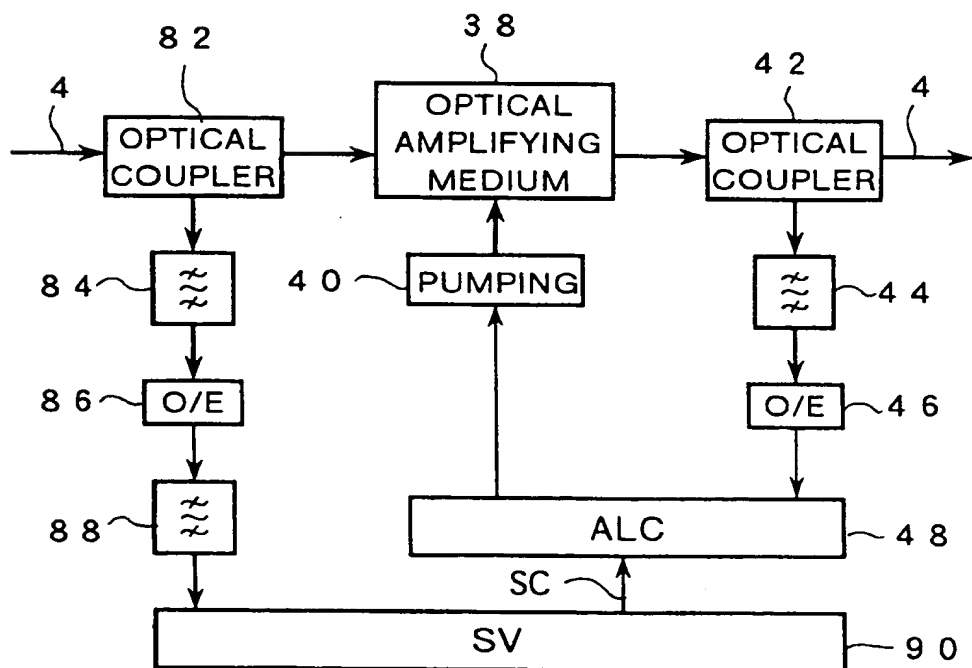 82
38
42
4
4
OPTICAL
COUPLER
OPTICAL
AMPLIFYING
MEDIUM
OPTICAL
COUPLER
84
40
PUMPING
44
86
O/E
O/E
46
88
ALC
48
SC
SV
90